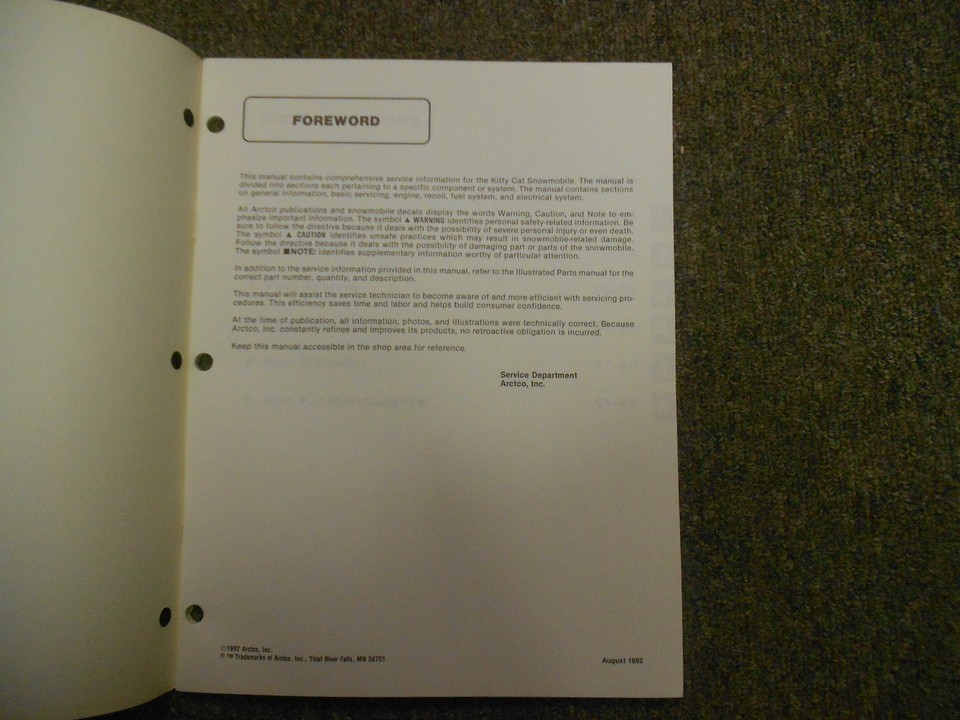 FOREWORD
This manual contains comprehensive service information for the Kitty Cat Snowmobile. The manual is
divided into sections each pertaining to a specific component or system. The manual contains sections
on general information, basic servicing, engine, recoil, fuel system, and electrical system.
All Arctco publications and snowmobile decals display the words Warning, Caution, and Note to em-
phasize important information. The symbol ▲ WARNING identifies personal safety-related information. Be
sure to follow the directive because it deals with the possibility of severe personal injury or even death.
The symbol ▲ CAUTION identifies unsafe practices which may result in snowmobile-related damage.
Follow the directive because it deals with the possibility of damaging part or parts of the snowmobile.
The symbol ■NOTE: identifies supplementary information worthy of particular attention.
In addition to the service information provided in this manual, refer to the Illustrated Parts manual for the
correct part number, quantity, and description.
This manual will assist the service technician to become aware of and more efficient with servicing pro-
cedures. This efficiency saves time and labor and helps build consumer confidence.
At the time of publication, all information, photos, and illustrations were technically correct. Because
Arctco, Inc. constantly refines and improves its products, no retroactive obligation is incurred.
Keep this manual accessible in the shop area for reference.
Service Department
Arctco, Inc.
©1992 Arctco, Inc.
® ™ Trademarks of Arctco, Inc., Thief River Falls, MN 56701
August 1992